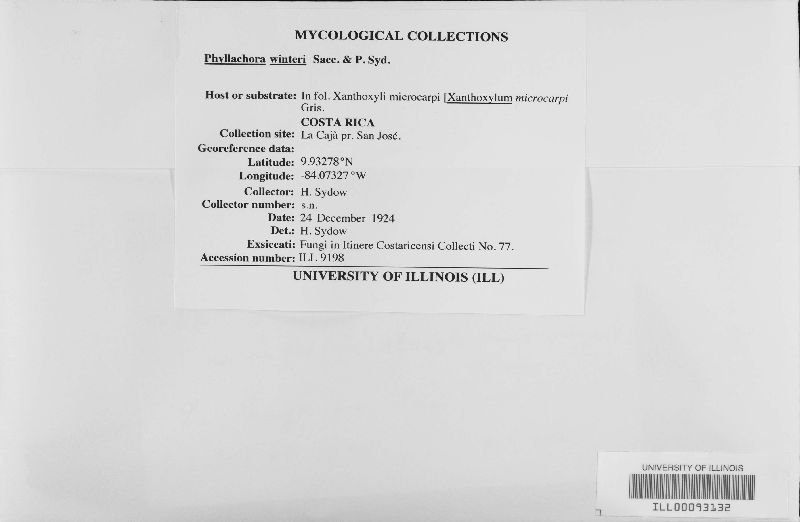 MYCOLOGICAL COLLECTIONS
Phyllachora winteri Sacc. & P. Syd.
Host or substrate: In fol. Xanthoxyli microcarpi [Xanthoxylum microcarpi
Gris.
COSTA RICA
Collection site: La Cajà pr. San José.
Georeference data:
Latitude: 9.93278°N
Longitude: -84.07327°W
Collector: H. Sydow
Collector number: s.n.
Date: 24 December 1924
Det.: H. Sydow
Exsiccati: Fungi in Itinere Costaricensi Collecti No. 77.
Accession number: ILL 9198
UNIVERSITY OF ILLINOIS (ILL)
UNIVERSITY OF ILLINOIS
ILL00093132